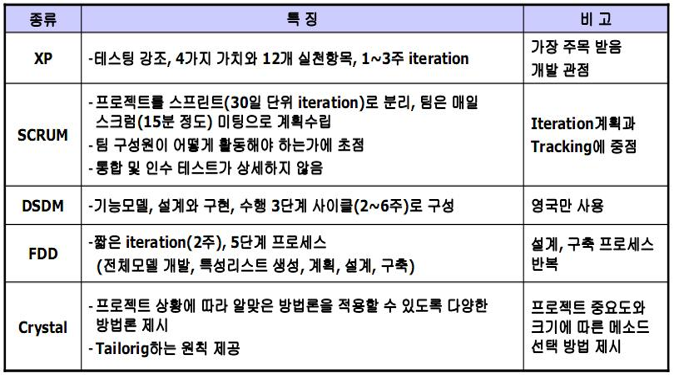 종류 특 징 비 고
XP -테스팅 강조, 4가지 가치와 12개 실천항목, 1~3주 iteration 가장 주목 받음
개발 관점
SCRUM
-프로젝트를 스프린트(30일 단위 iteration)로 분리, 팀은 매일
스크럼(15분 정도) 미팅으로 계획수립
-팀 구성원이 어떻게 활동해야 하는가에 초점
-통합 및 인수 테스트가 상세하지 않음
Iteration계획과
Tracking에 중점
DSDM -기능모델, 설계와 구현, 수행 3단계 사이클(2~6주)로 구성 영국만 사용
FDD
-짧은 iteration(2주), 5단계 프로세스
(전체모델 개발, 특성리스트 생성, 계획, 설계, 구축)
설계, 구축 프로세스
반복
Crystal
-프로젝트 상황에 따라 알맞은 방법론을 적용할 수 있도록 다양한
방법론 제시
-Tailorig하는 원칙 제공
프로젝트 중요도와
크기에 따른 메소드
선택 방법 제시